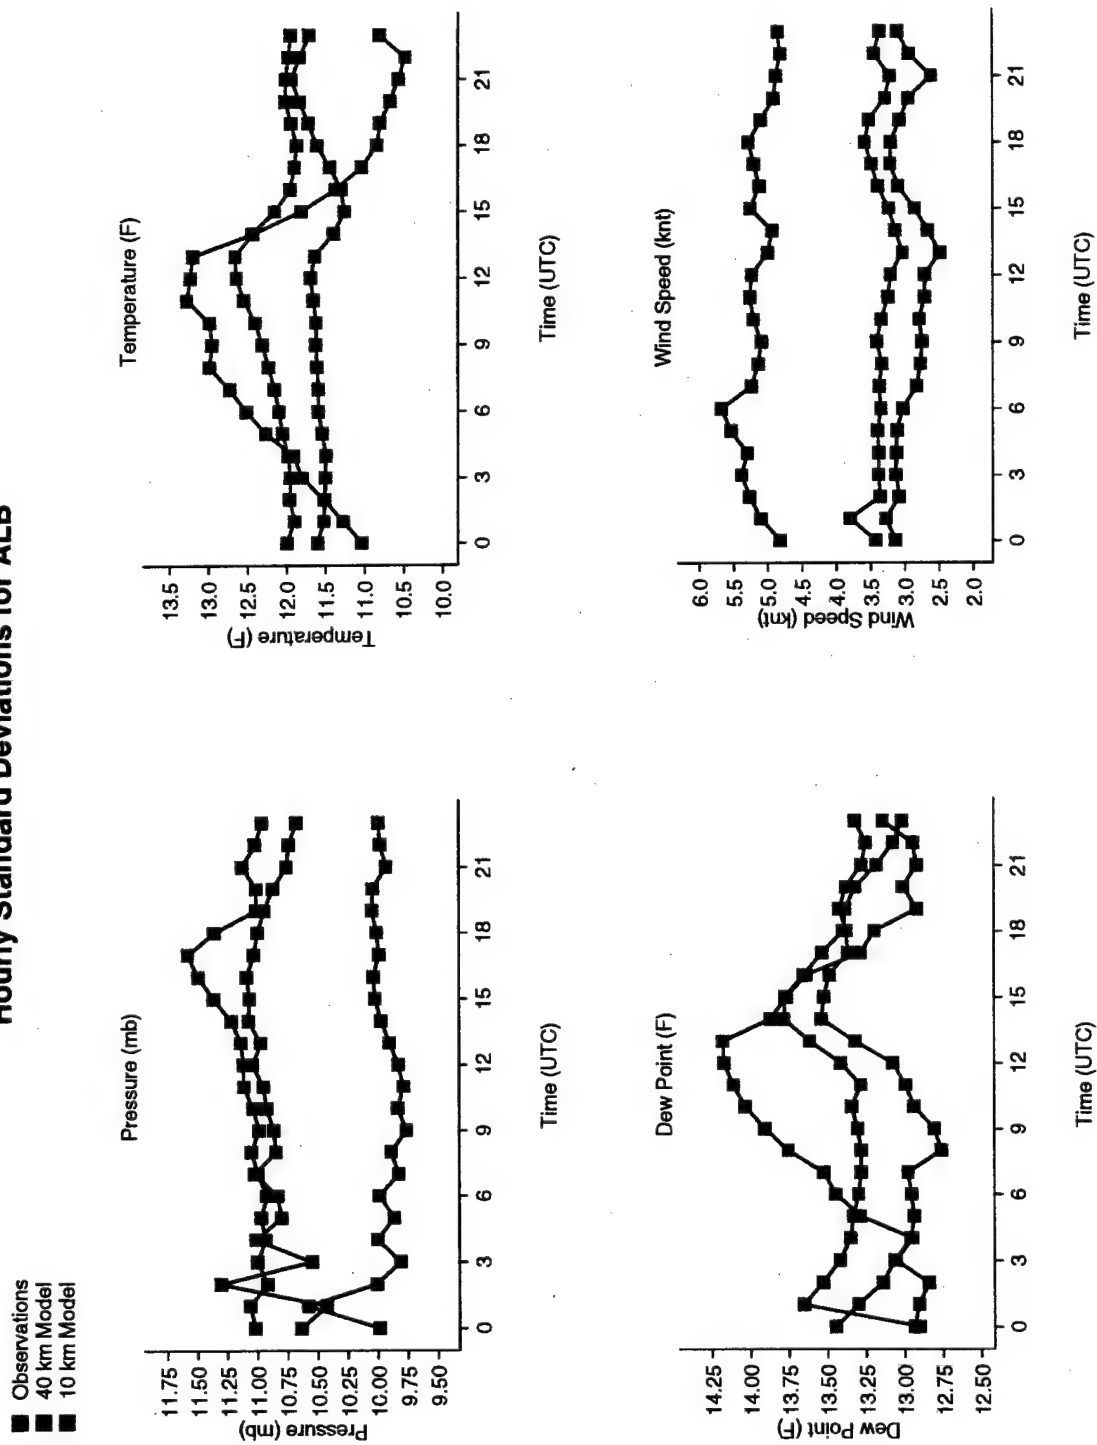 Hourly Standard Deviations for ALB
Observations
40 km Model
10 km Model
Pressure (mb)
Pressure (mb)
11.75
11.50
11.25
11.00
10.75
10.50
10.25
10.00
9.75
9.50
0 3 6 9 12 15 18 21
Time (UTC)
Temperature (F)
Temperature (F)
13.5
13.0
12.5
12.0
11.5
11.0
10.5
10.0
0 3 6 9 12 15 18 21
Time (UTC)
Dew Point (F)
Dew Point (F)
14.25
14.00
13.75
13.50
13.25
13.00
12.75
12.50
0 3 6 9 12 15 18 21
Time (UTC)
Wind Speed (knt)
Wind Speed (knt)
6.0
5.5
5.0
4.5
4.0
3.5
3.0
2.5
2.0
0 3 6 9 12 15 18 21
Time (UTC)